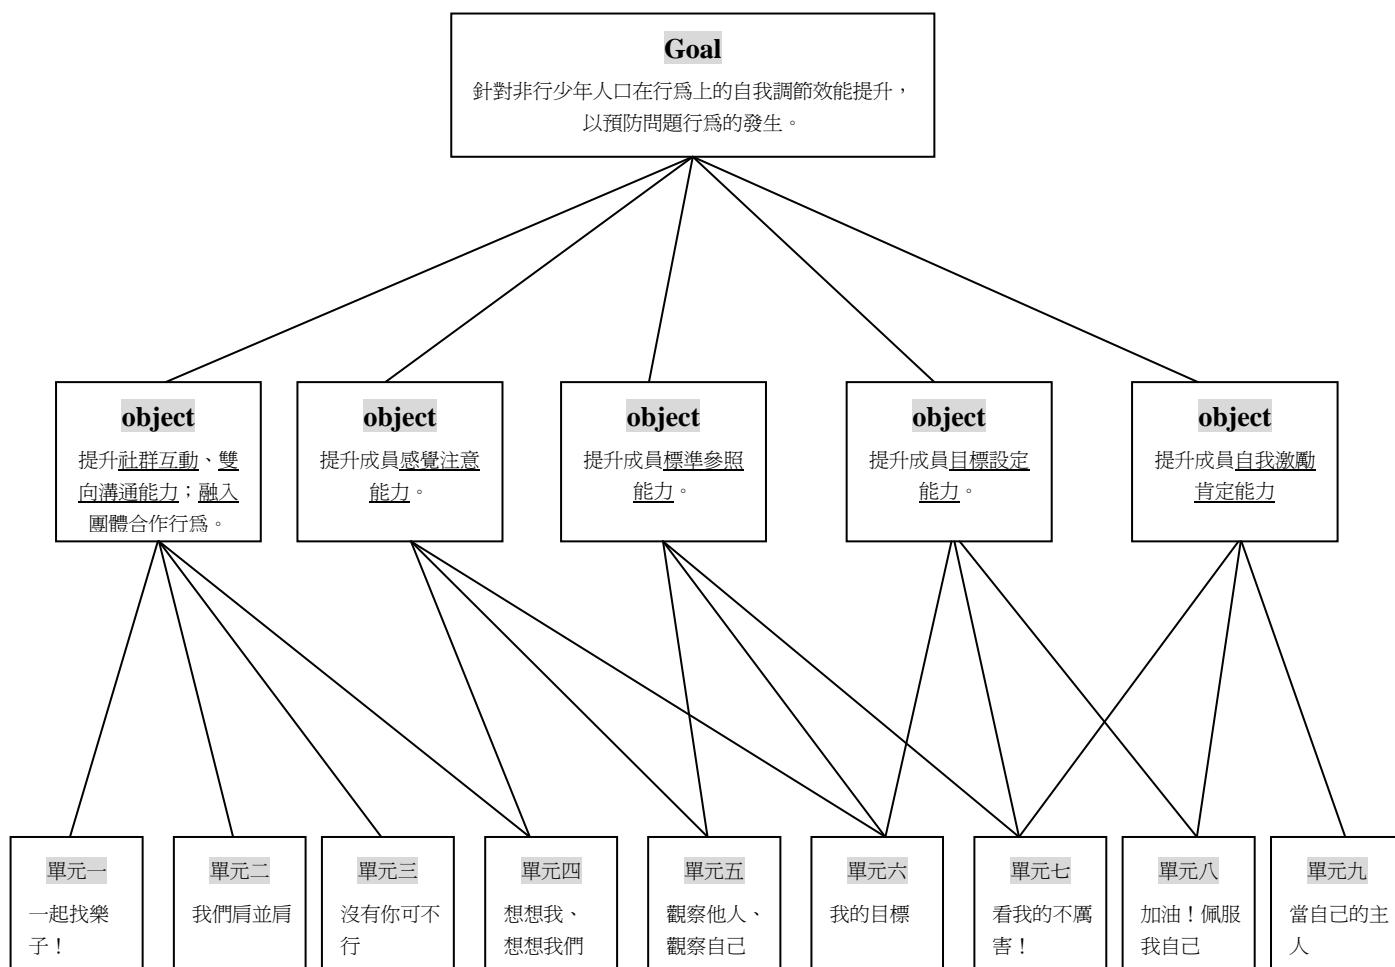 Goal
針對非行少年人口在行為上的自我調節效能提升，
以預防問題行為的發生。
object
提升社群互動、雙
向溝通能力；融入
團體合作行為。
object
提升成員感覺注意
能力。
object
提升成員標準參照
能力。
object
提升成員目標設定
能力。
object
提升成員自我激勵
肯定能力
單元一
一起找樂
子！
單元二
我們肩並肩
單元三
沒有你可不
行
單元四
想想我、
想想我們
單元五
觀察他人、
觀察自己
單元六
我的目標
單元七
看我的不厲
害！
單元八
加油！佩服
我自己
單元九
當自己的主
人